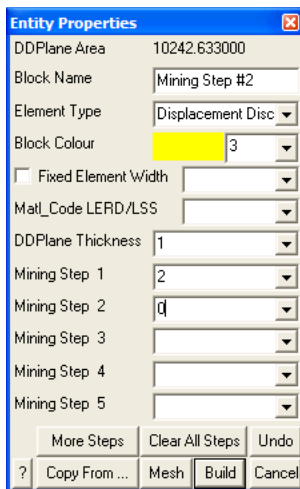 Entity Properties
DDPlane Area 10242.633000
Block Name Mining Step #2
Element Type Displacement Disc
Block Colour 3
Fixed Element Width
Matl_Code LERD/LSS
DDPlane Thickness 1
Mining Step 1 2
Mining Step 2 0
Mining Step 3
Mining Step 4
Mining Step 5
More Steps Clear All Steps Undo
? Copy From ... Mesh Build Cancel